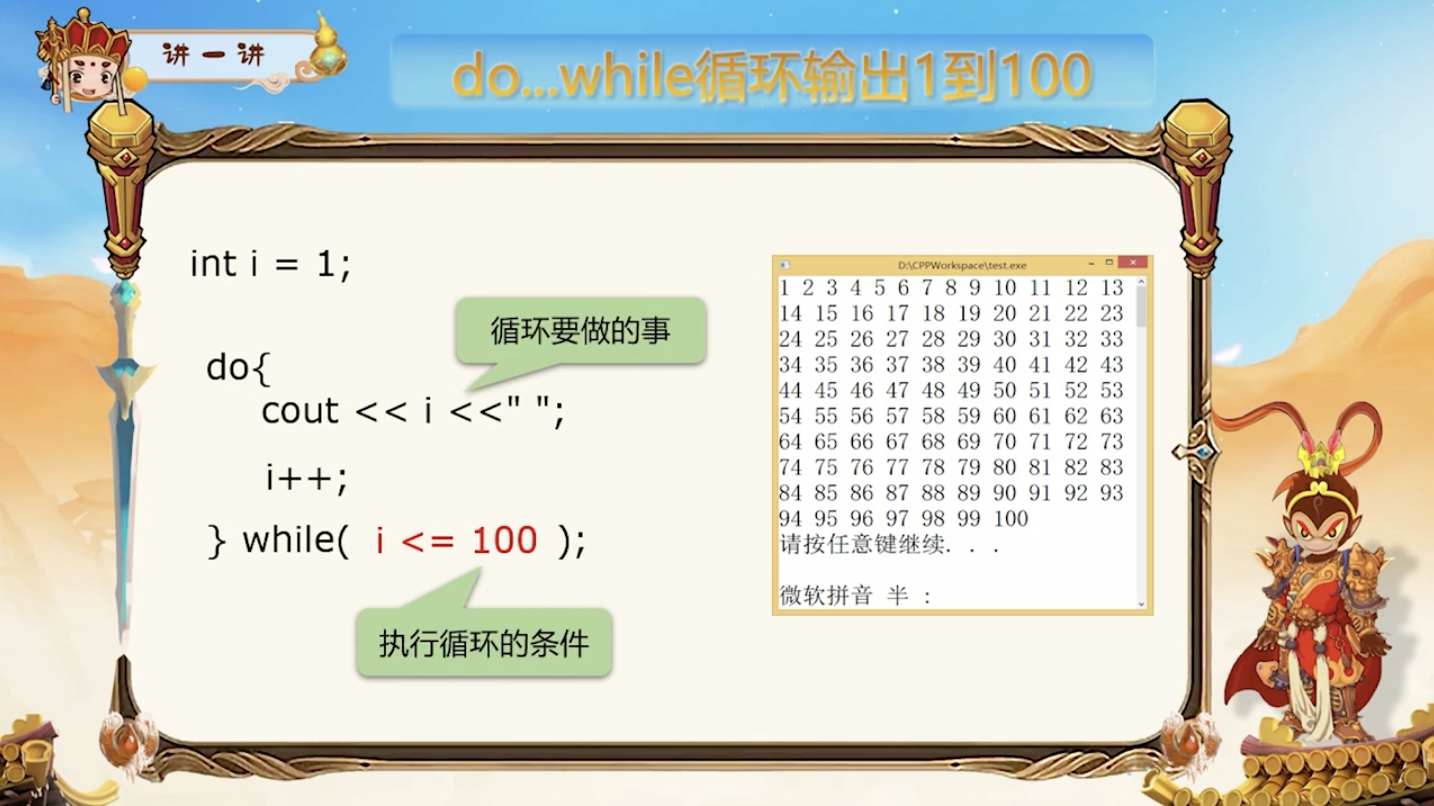 讲一讲
do...while循环输出1到100
int i = 1;
循环要做的事
do{
cout << i <<" ";
i++;
} while( i <= 100 );
执行循环的条件
D:\CPPWorkspace\test.exe
1 2 3 4 5 6 7 8 9 10 11 12 13
14 15 16 17 18 19 20 21 22 23
24 25 26 27 28 29 30 31 32 33
34 35 36 37 38 39 40 41 42 43
44 45 46 47 48 49 50 51 52 53
54 55 56 57 58 59 60 61 62 63
64 65 66 67 68 69 70 71 72 73
74 75 76 77 78 79 80 81 82 83
84 85 86 87 88 89 90 91 92 93
94 95 96 97 98 99 100
请按任意键继续. . .
微软拼音 半 :